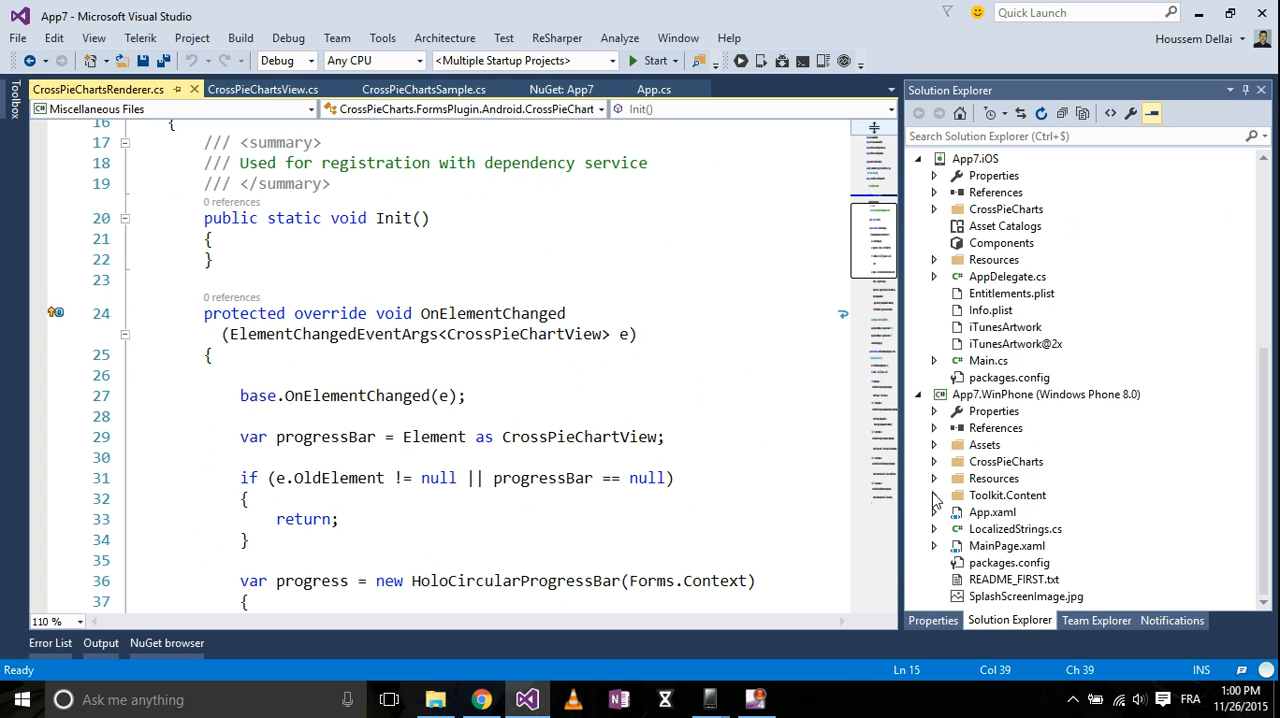 App7 - Microsoft Visual Studio
Quick Launch
File Edit View Telerik Project Build Debug Team Tools Architecture Test ReSharper Analyze Window Help
Houssem Dellai
Debug Any CPU <Multiple Startup Projects> Start
Toolbox
CrossPieChartsRenderer.cs CrossPieChartsView.cs CrossPieChartsSample.cs NuGet: App7 App.cs
Miscellaneous Files CrossPieCharts.FormsPlugin.Android.CrossPieChart Init()
16 {
17 /// <summary>
18 /// Used for registration with dependency service
19 /// </summary>
0 references
20 public static void Init()
21 {
22 }
23
0 references
24 protected override void OnElementChanged
(ElementChangedEventArgs<CrossPieChartView> e)
25 {
26
27 base.OnElementChanged(e);
28
29 var progressBar = Element as CrossPieChartView;
30
31 if (e.OldElement != null || progressBar == null)
32 {
33 return;
34 }
35
36 var progress = new HoloCircularProgressBar(Forms.Context)
37 {
110 %
Solution Explorer
Search Solution Explorer (Ctrl+$)
App7.iOS
Properties
References
CrossPieCharts
Asset Catalogs
Components
Resources
AppDelegate.cs
Entitlements.plist
Info.plist
iTunesArtwork
iTunesArtwork@2x
Main.cs
packages.config
App7.WinPhone (Windows Phone 8.0)
Properties
References
Assets
CrossPieCharts
Resources
Toolkit.Content
App.xaml
LocalizedStrings.cs
MainPage.xaml
packages.config
README_FIRST.txt
SplashScreenImage.jpg
Properties Solution Explorer Team Explorer Notifications
Error List Output NuGet browser
Ready Ln 15 Col 39 Ch 39 INS
Ask me anything
FRA
1:00 PM
11/26/2015